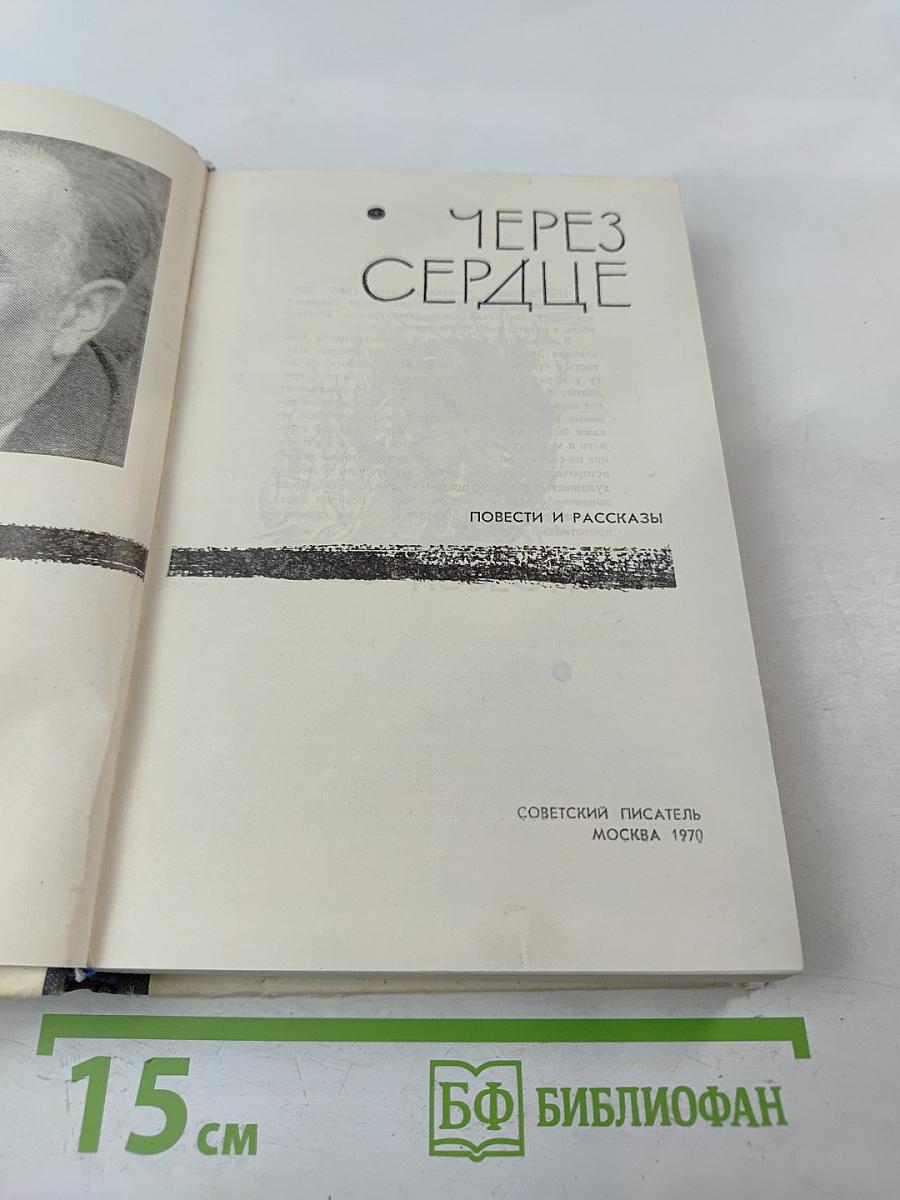 ЧЕРЕЗ
СЕРДЦЕ
ПОВЕСТИ И РАССКАЗЫ
СОВЕТСКИЙ ПИСАТЕЛЬ
МОСКВА 1970
15 см
БФ БИБЛИОФАН